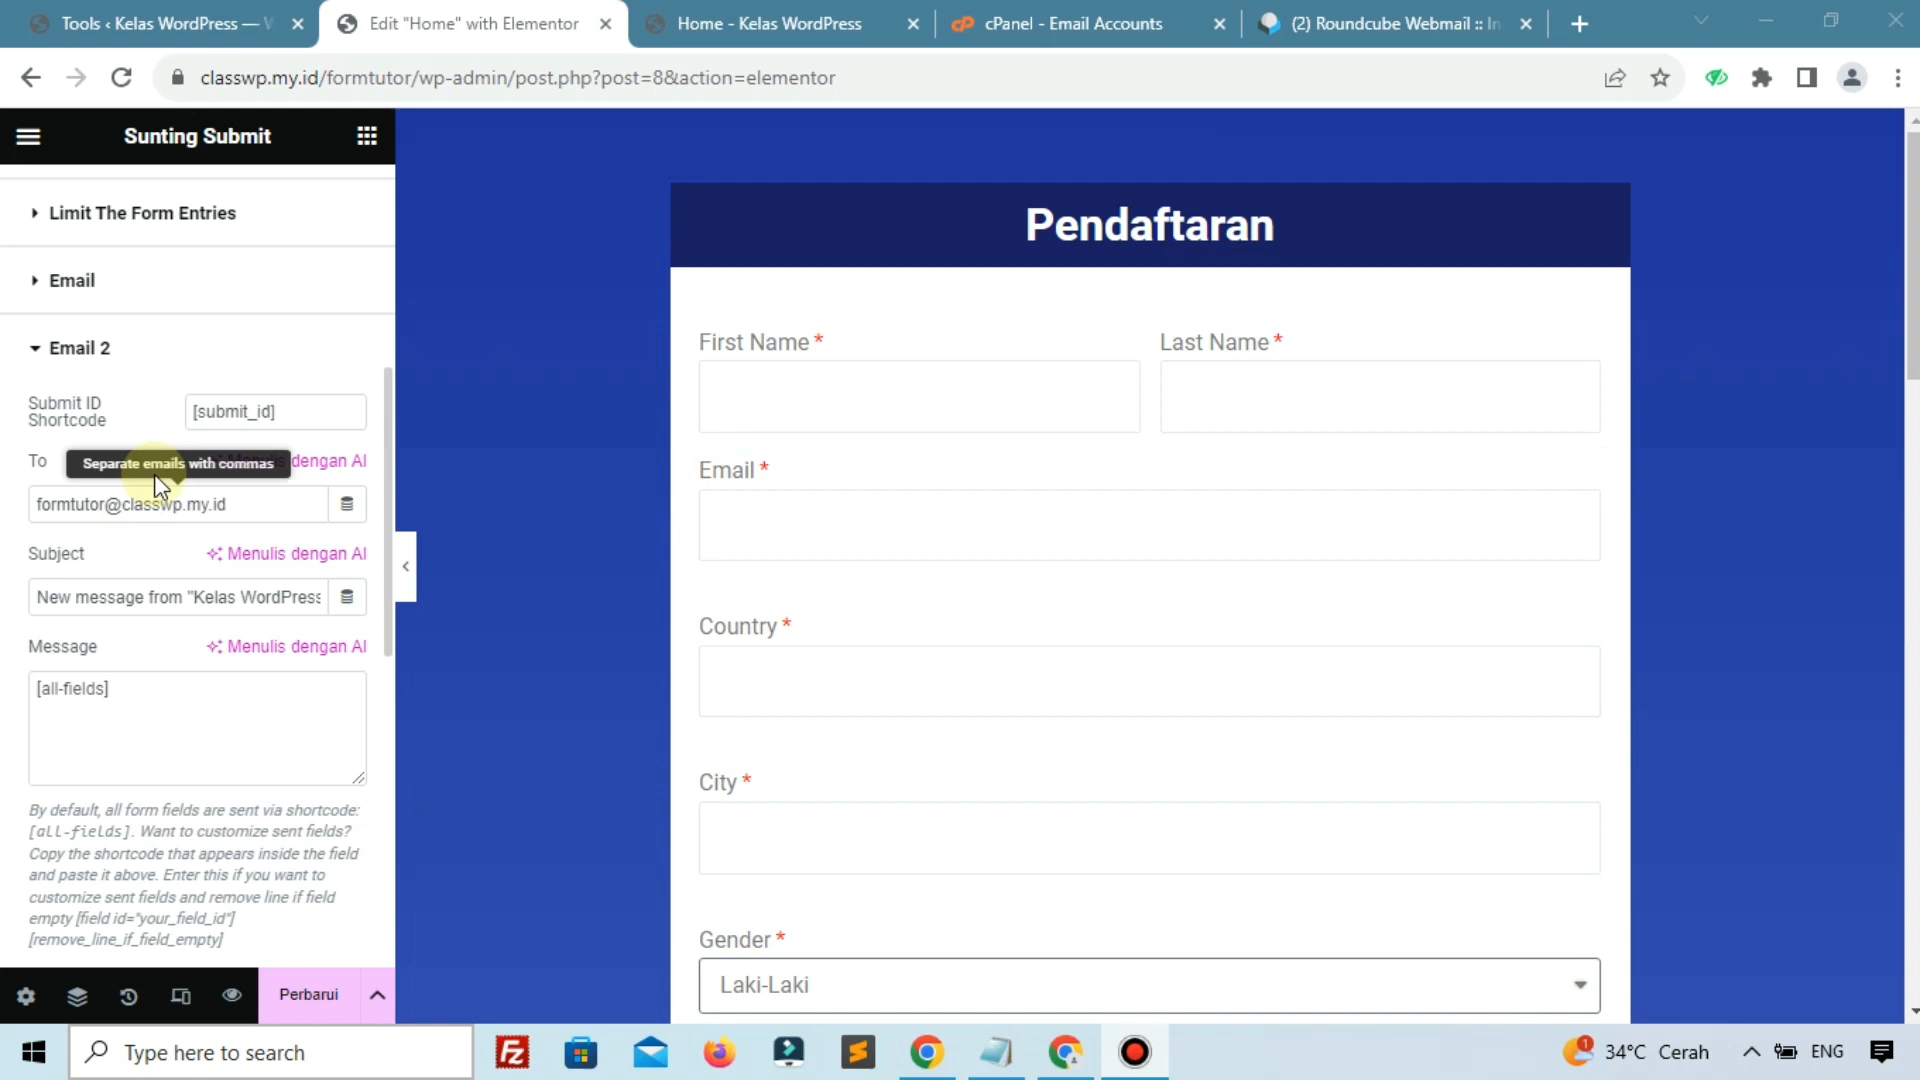 Tools ‹ Kelas WordPress —
Edit "Home" with Elementor
Home - Kelas WordPress
cPanel - Email Accounts
(2) Roundcube Webmail :: In
classwp.my.id/formtutor/wp-admin/post.php?post=8&action=elementor
Sunting Submit
Limit The Form Entries
Email
Email 2
Submit ID
Shortcode
[submit_id]
To
Separate emails with commas
dengan AI
formtutor@classwp.my.id
Subject
Menulis dengan AI
New message from "Kelas WordPress
Message
Menulis dengan AI
[all-fields]
By default, all form fields are sent via shortcode:
[all-fields]. Want to customize sent fields?
Copy the shortcode that appears inside the field
and paste it above. Enter this if you want to
customize sent fields and remove line if field
empty [field id="your_field_id"]
[remove_line_if_field_empty]
Perbarui
Pendaftaran
First Name *
Last Name *
Email *
Country *
City *
Gender *
Laki-Laki
Type here to search
Fz
1
34°C Cerah
ENG